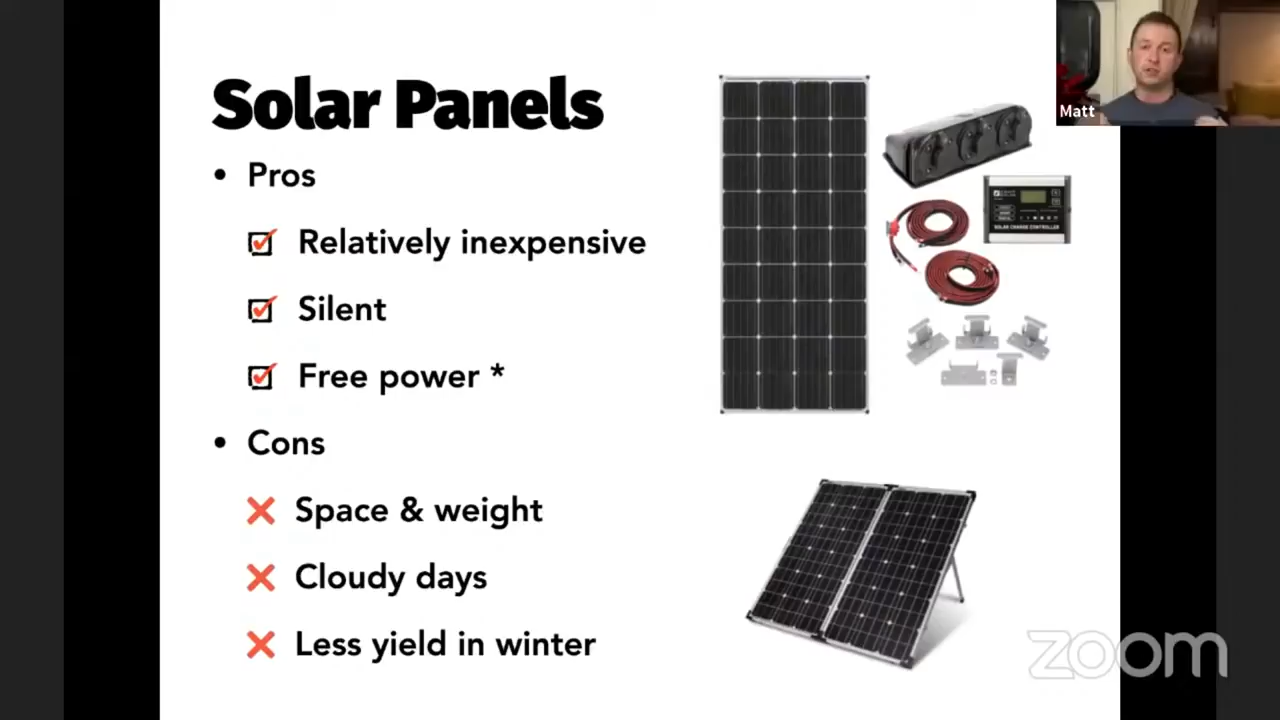 Solar Panels
• Pros
Relatively inexpensive
Silent
Free power *
• Cons
Space & weight
Cloudy days
Less yield in winter
Matt
SOLAR CHARGE CONTROLLER
zoom